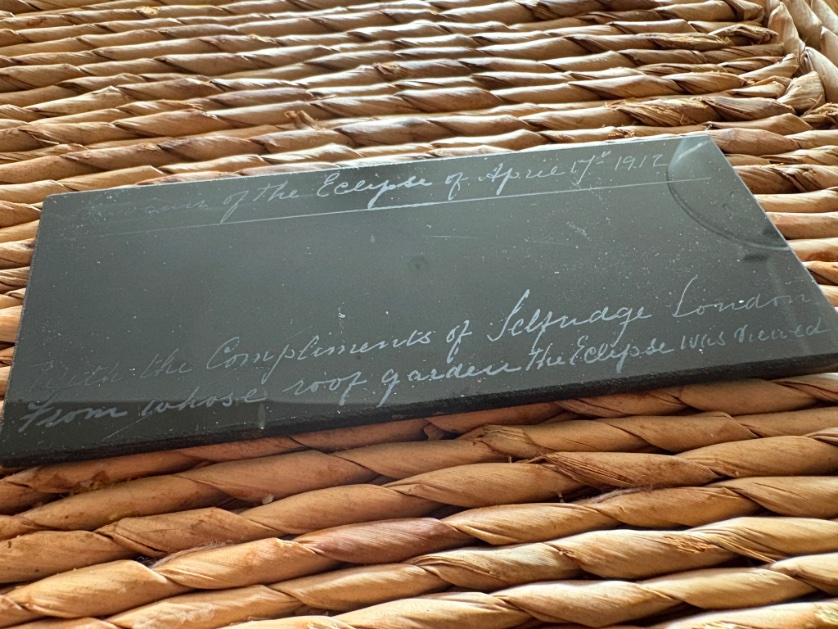 of the Eclipse of April 17th 1912
With the Compliments of Selfridge London
From whose roof garden the Eclipse was viewed